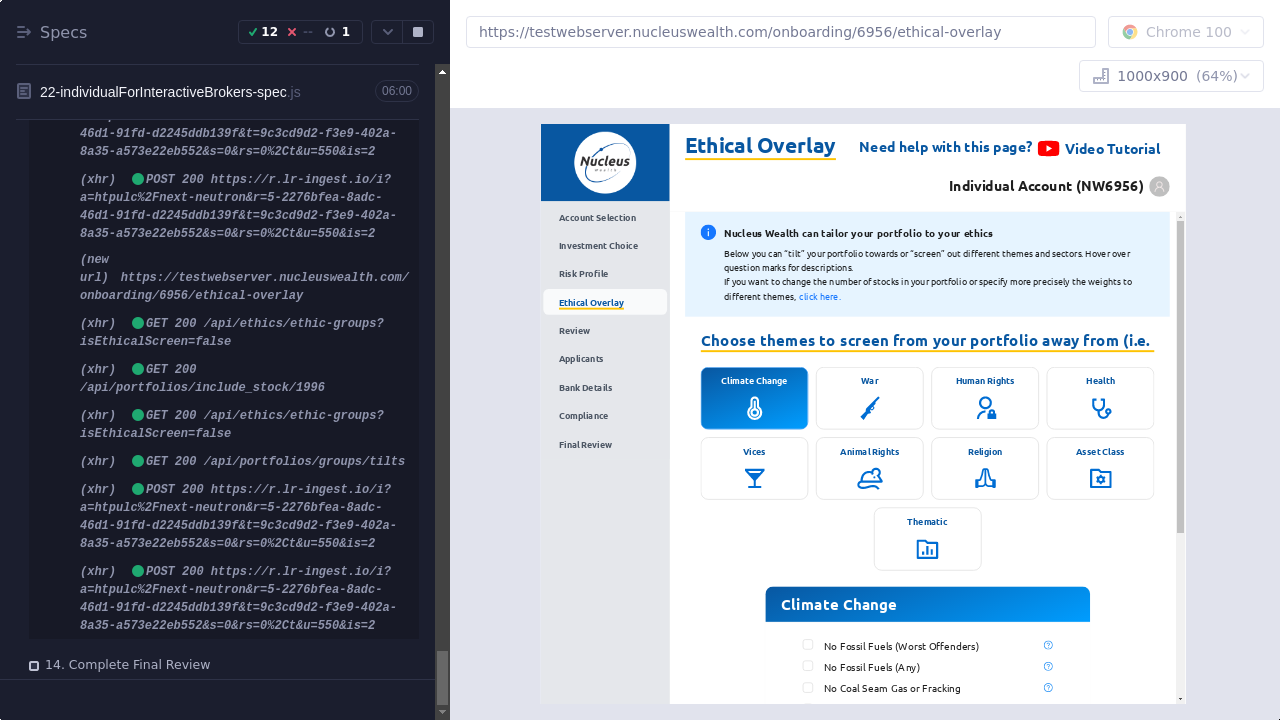 Specs
12
--
1
22-individualForInteractiveBrokers-spec.js
06:00
46d1-91fd-d2245ddb139f&t=9c3cd9d2-f3e9-402a-
8a35-a573e22eb552&s=0&rs=0%2Ct&u=550&is=2
(xhr) POST 200 https://r.lr-ingest.io/i?
a=htpulc%2Fnext-neutron&r=5-2276bfea-8adc-
46d1-91fd-d2245ddb139f&t=9c3cd9d2-f3e9-402a-
8a35-a573e22eb552&s=0&rs=0%2Ct&u=550&is=2
(new
url) https://testwebserver.nucleuswealth.com/
onboarding/6956/ethical-overlay
(xhr) GET 200 /api/ethics/ethic-groups?
isEthicalScreen=false
(xhr) GET 200
/api/portfolios/include_stock/1996
(xhr) GET 200 /api/ethics/ethic-groups?
isEthicalScreen=false
(xhr) GET 200 /api/portfolios/groups/tilts
(xhr) POST 200 https://r.lr-ingest.io/i?
a=htpulc%2Fnext-neutron&r=5-2276bfea-8adc-
46d1-91fd-d2245ddb139f&t=9c3cd9d2-f3e9-402a-
8a35-a573e22eb552&s=0&rs=0%2Ct&u=550&is=2
(xhr) POST 200 https://r.lr-ingest.io/i?
a=htpulc%2Fnext-neutron&r=5-2276bfea-8adc-
46d1-91fd-d2245ddb139f&t=9c3cd9d2-f3e9-402a-
8a35-a573e22eb552&s=0&rs=0%2Ct&u=550&is=2
14. Complete Final Review
https://testwebserver.nucleuswealth.com/onboarding/6956/ethical-overlay
Chrome 100
1000x900 (64%)
Nucleus
Wealth
Account Selection
Investment Choice
Risk Profile
Ethical Overlay
Review
Applicants
Bank Details
Compliance
Final Review
Ethical Overlay
Need help with this page?
Video Tutorial
Individual Account (NW6956)
Nucleus Wealth can tailor your portfolio to your ethics
Below you can “tilt” your portfolio towards or “screen” out different themes and sectors. Hover over
question marks for descriptions.
If you want to change the number of stocks in your portfolio or specify more precisely the weights to
different themes, click here.
Choose themes to screen from your portfolio away from (i.e.
Climate Change
War
Human Rights
Health
Vices
Animal Rights
Religion
Asset Class
Thematic
Climate Change
No Fossil Fuels (Worst Offenders)
No Fossil Fuels (Any)
No Coal Seam Gas or Fracking